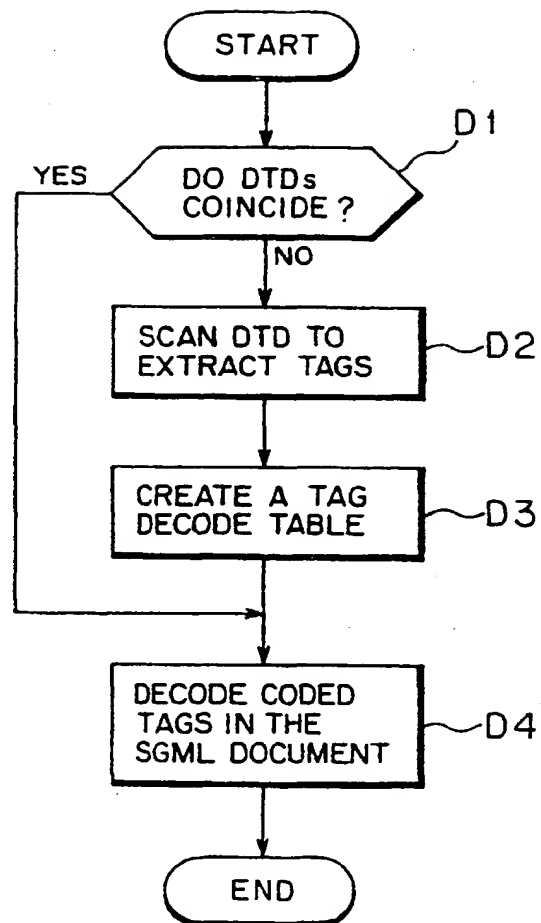 START
D1
YES
DO DTDs
COINCIDE?
NO
SCAN DTD TO
EXTRACT TAGS
D2
CREATE A TAG
DECODE TABLE
D3
DECODE CODED
TAGS IN THE
SGML DOCUMENT
D4
END